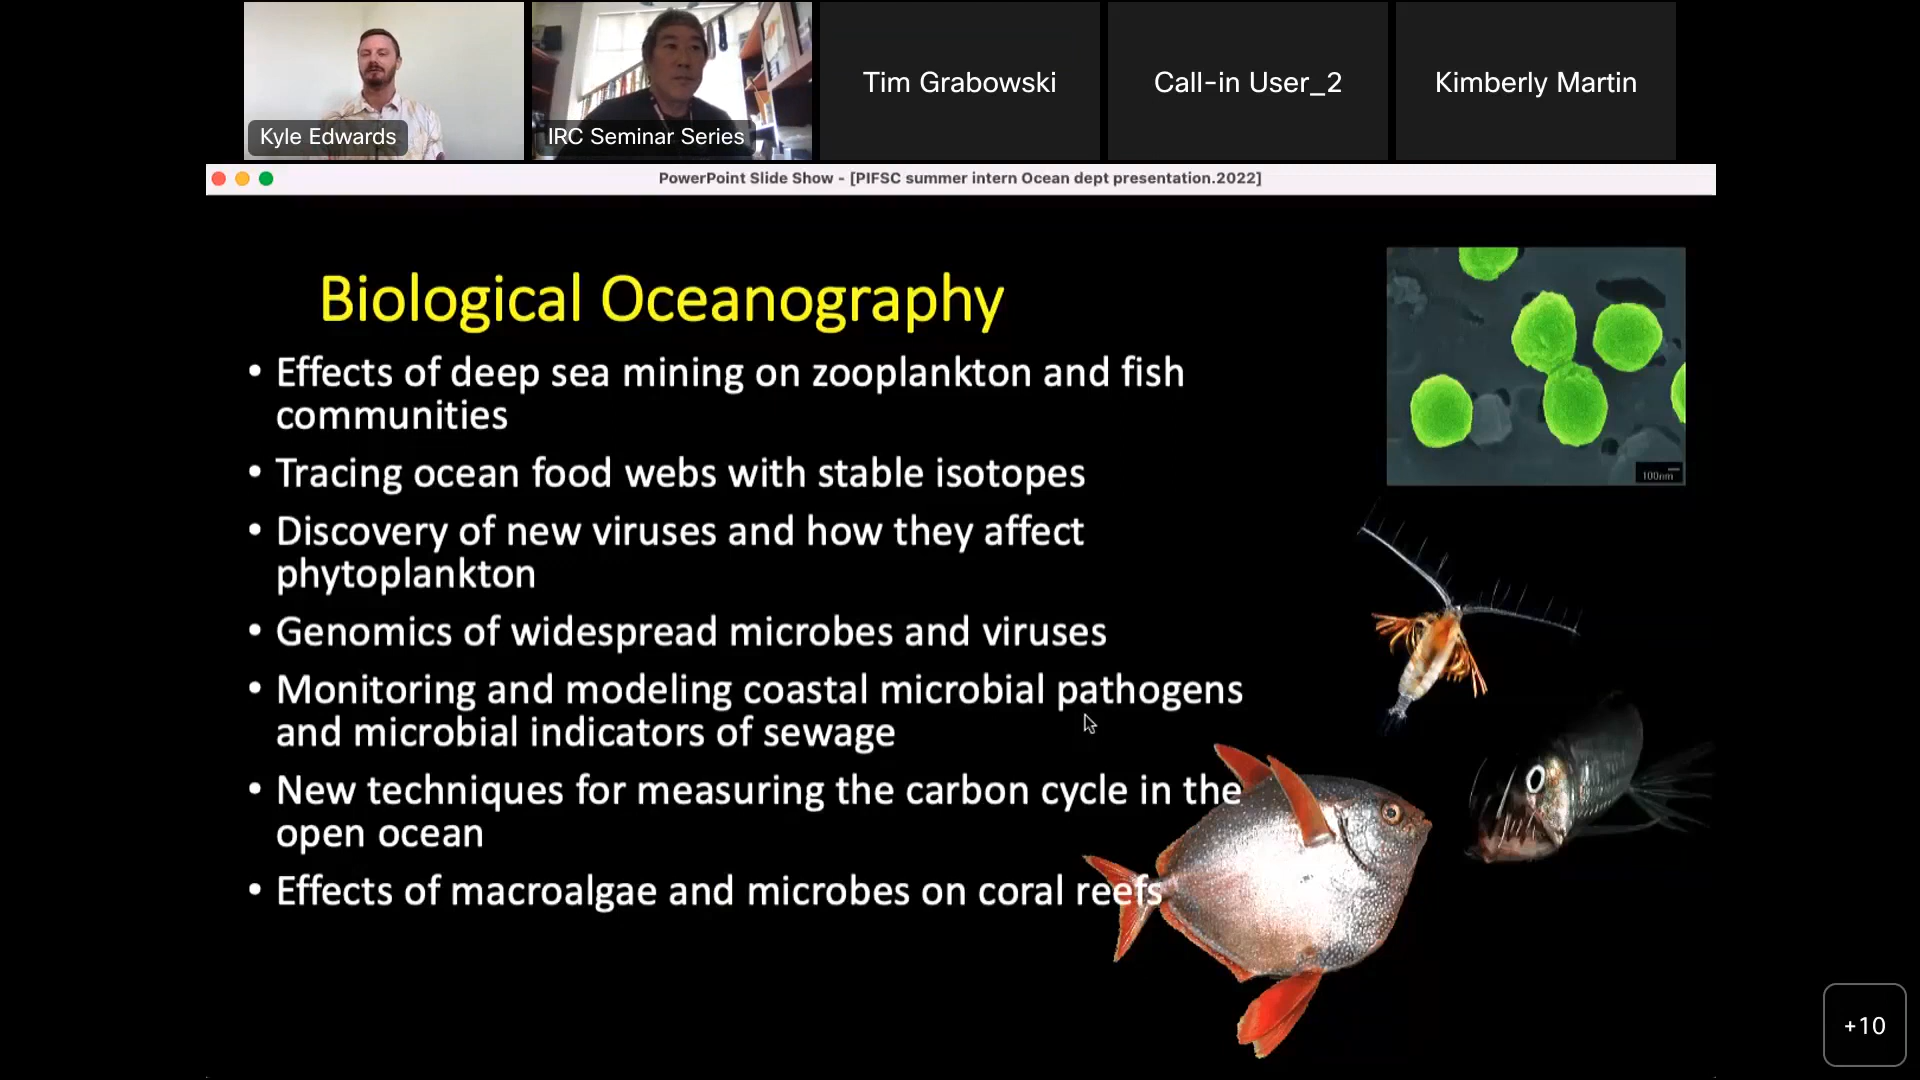 Kyle Edwards
IRC Seminar Series
Tim Grabowski
Call-in User_2
Kimberly Martin
PowerPoint Slide Show - [PIFSC summer intern Ocean dept presentation.2022]
Biological Oceanography
• Effects of deep sea mining on zooplankton and fish
communities
• Tracing ocean food webs with stable isotopes
• Discovery of new viruses and how they affect
phytoplankton
• Genomics of widespread microbes and viruses
• Monitoring and modeling coastal microbial pathogens
and microbial indicators of sewage
• New techniques for measuring the carbon cycle in the
open ocean
• Effects of macroalgae and microbes on coral reefs
100nm
+10